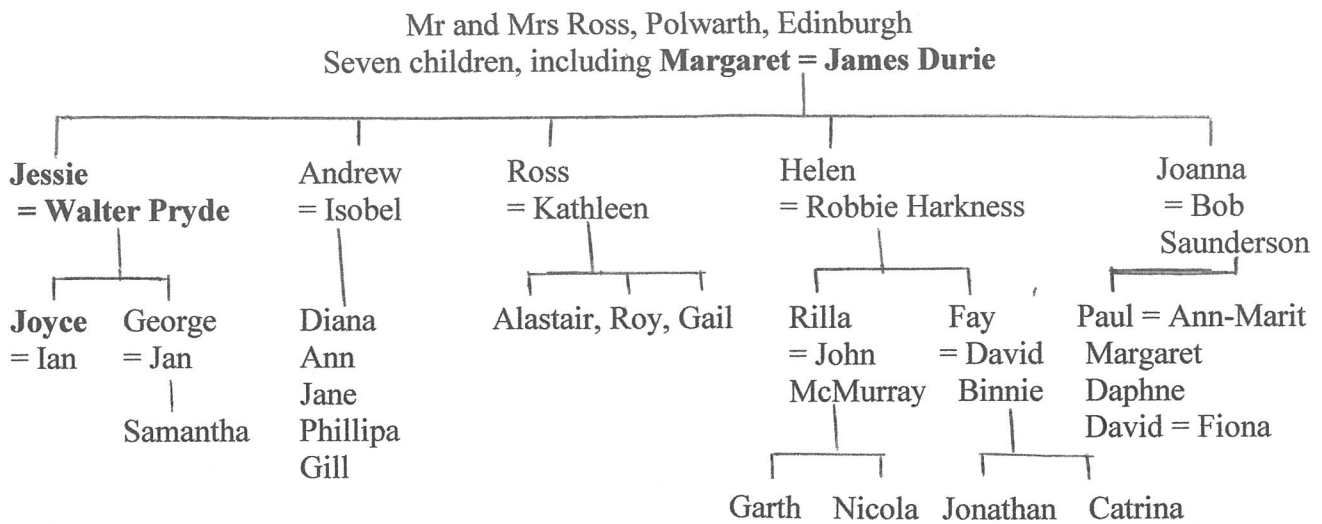 Mr and Mrs Ross, Polwarth, Edinburgh
Seven children, including Margaret = James Durie
Jessie
= Walter Pryde
Andrew
= Isobel
Ross
= Kathleen
Helen
= Robbie Harkness
Joanna
= Bob
Saunderson
Joyce
= Ian
George
= Jan
Samantha
Diana
Ann
Jane
Phillipa
Gill
Alastair, Roy, Gail
Rilla
= John
McMurray
Fay
= David
Binnie
Paul = Ann-Marit
Margaret
Daphne
David = Fiona
Garth
Nicola
Jonathan
Catrina